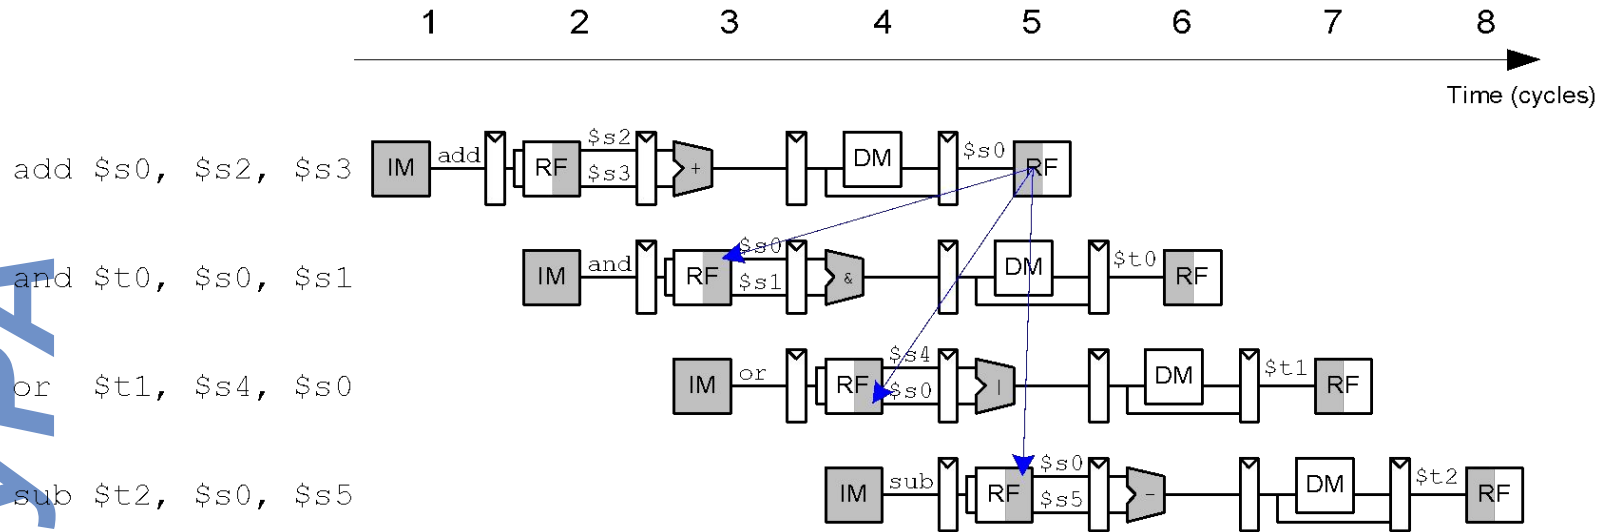 1 2 3 4 5 6 7 8
Time (cycles)
add $s0, $s2, $s3 IM add RF $s2 $s3 + DM $s0 RF
and $t0, $s0, $s1 IM and RF $s0 $s1 & DM $t0 RF
or $t1, $s4, $s0 IM or RF $s4 $s0 | DM $t1 RF
sub $t2, $s0, $s5 IM sub RF $s0 $s5 - DM $t2 RF